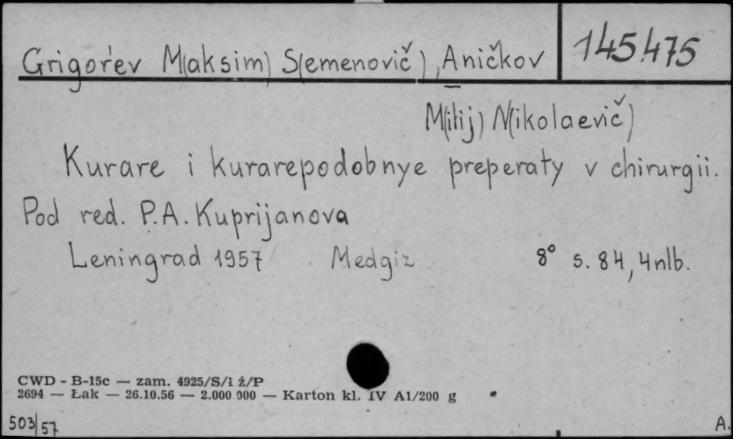 Grigor'ev M(aksim) S(emenovič), Aničkov 145.475
M(ilij) N(ikolaevič)
Kurare i kurarepodobnye preperaty v chirurgii.
Pod red. P.A. Kuprijanova
Leningrad 1957 Medgiz 8° s. 84, 4nlb.
CWD - B-15c — zam. 4925/S/1 ż/P
2694 — Łak — 26.10.56 — 2.000 000 — Karton kl. IV A1/200 g
503/57 A.